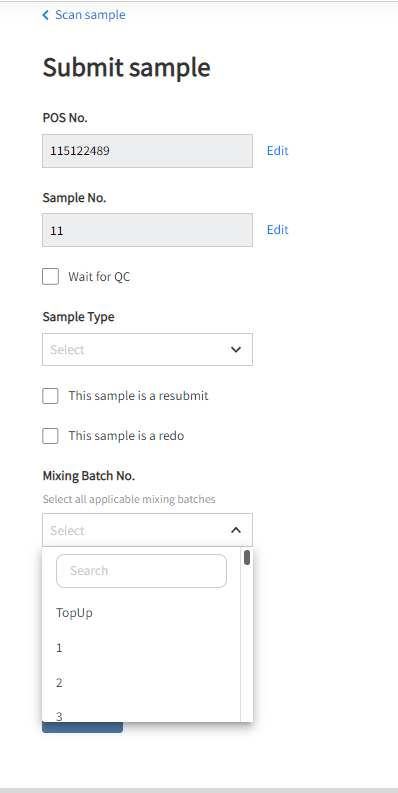 Scan sample
Submit sample
POS No.
115122489 Edit
Sample No.
11 Edit
Wait for QC
Sample Type
Select
This sample is a resubmit
This sample is a redo
Mixing Batch No.
Select all applicable mixing batches
Select
Search
TopUp
1
2
3